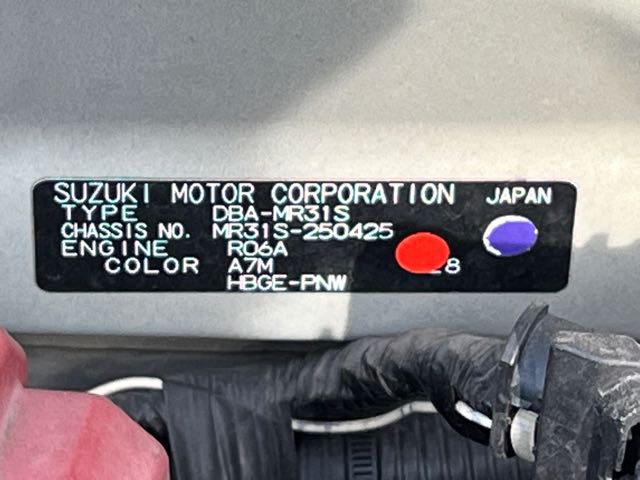 SUZUKI MOTOR CORPORATION JAPAN
TYPE DBA-MR31S
CHASSIS NO. MR31S-250425
ENGINE R06A
COLOR A7M
HBGE-PNW